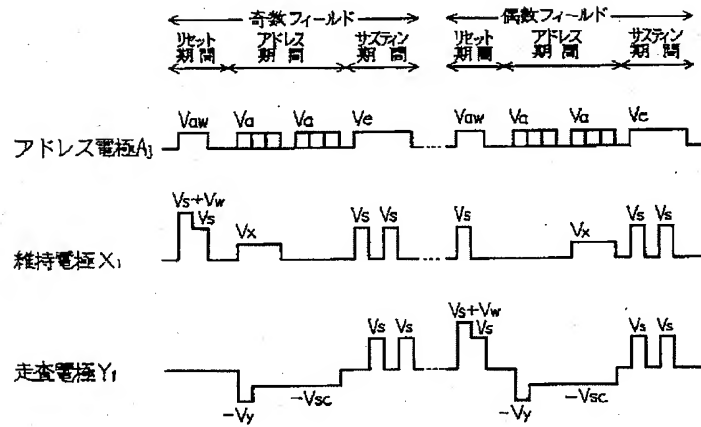 奇数フィールド 偶数フィールド
リセット期間 アドレス期間 サスティン期間 リセット期間 アドレス期間 サスティン期間
Vaw Va Va Ve Vaw Va Va Ve
アドレス電極Aj
Vs+Vw
Vs Vx Vs Vs Vs Vx Vs Vs
維持電極X₁
Vs+Vw
Vs Vs Vs Vs Vs
走査電極Y₁
-Vy -Vsc -Vy -Vsc